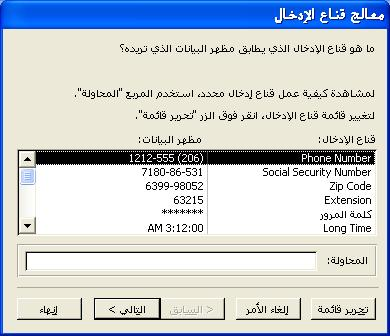 معالج قناع الإدخال
ما هو قناع الإدخال الذي يطابق مظهر البيانات الذي تريده؟
لمشاهدة كيفية عمل قناع إدخال محدد، استخدم المربع "المحاولة".
لتغيير قائمة قناع الإدخال، انقر فوق الزر "تحرير قائمة".
قناع الإدخال: مظهر البيانات:
Phone Number 1212-555 (206)
Social Security Number 7180-86-531
Zip Code 6399-98052
Extension 63215
كلمة المرور *******
Long Time AM 3:12:00
المحاولة:
تحرير قائمة إلغاء الأمر < السابق التالي > إنهاء